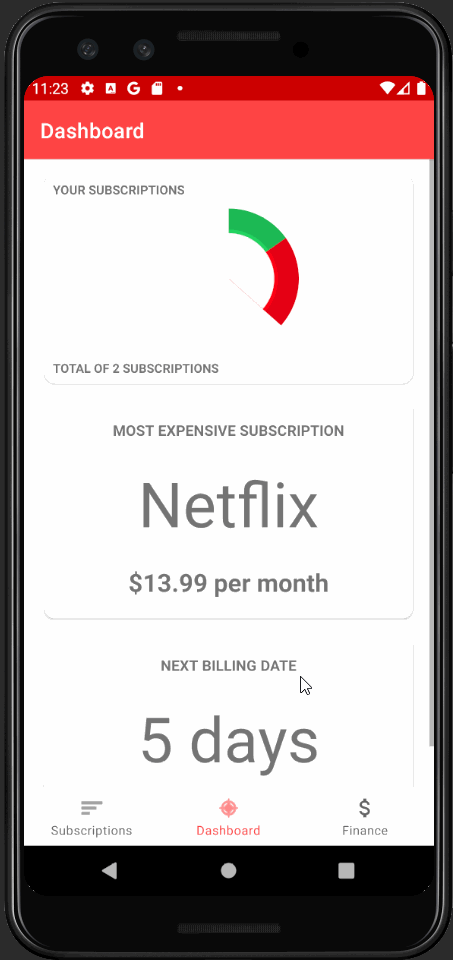 11:23
Dashboard
YOUR SUBSCRIPTIONS
TOTAL OF 2 SUBSCRIPTIONS
MOST EXPENSIVE SUBSCRIPTION
Netflix
$13.99 per month
NEXT BILLING DATE
5 days
Subscriptions
Dashboard
Finance